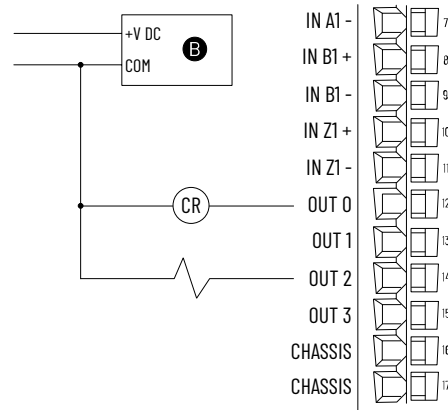 IN A1 - 7
+V DC
B
COM
IN B1 + 8
IN B1 - 9
IN Z1 + 10
IN Z1 - 11
CR
OUT 0 12
OUT 1 13
OUT 2 14
OUT 3 15
CHASSIS 16
CHASSIS 17